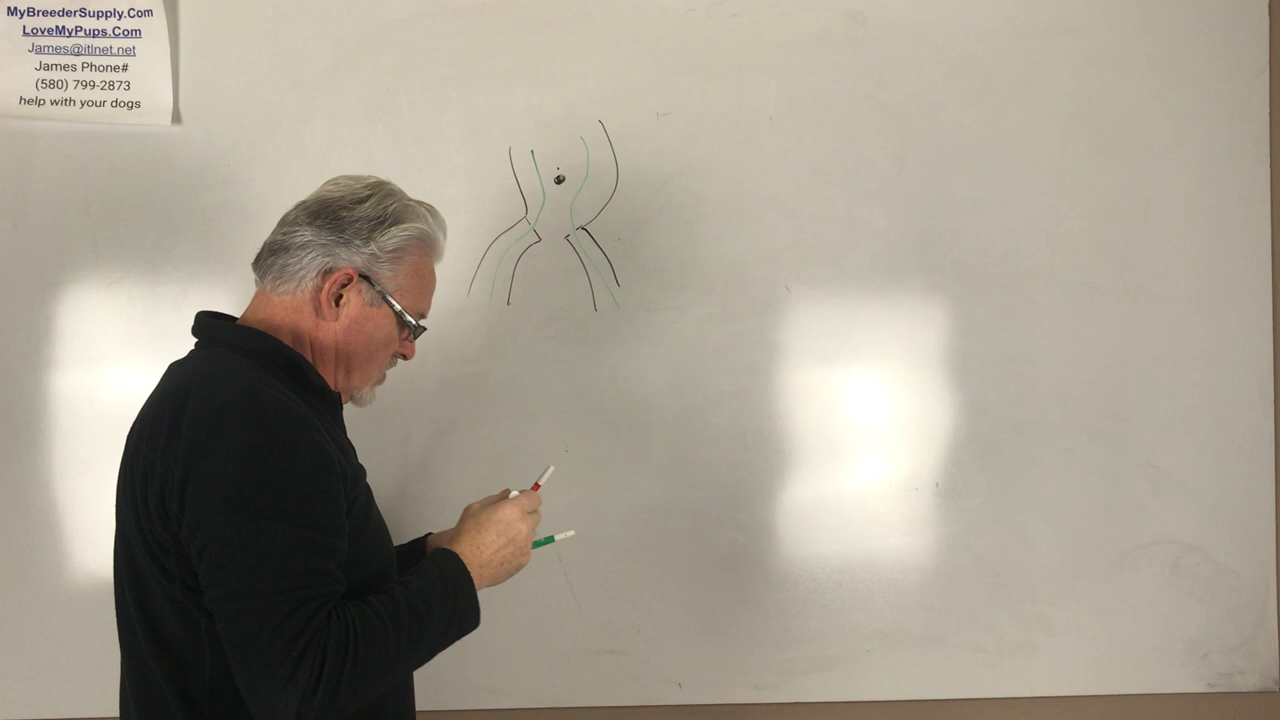 MyBreederSupply.Com
LoveMyPups.Com
James@itlnet.net
James Phone#
(580) 799-2873
help with your dogs